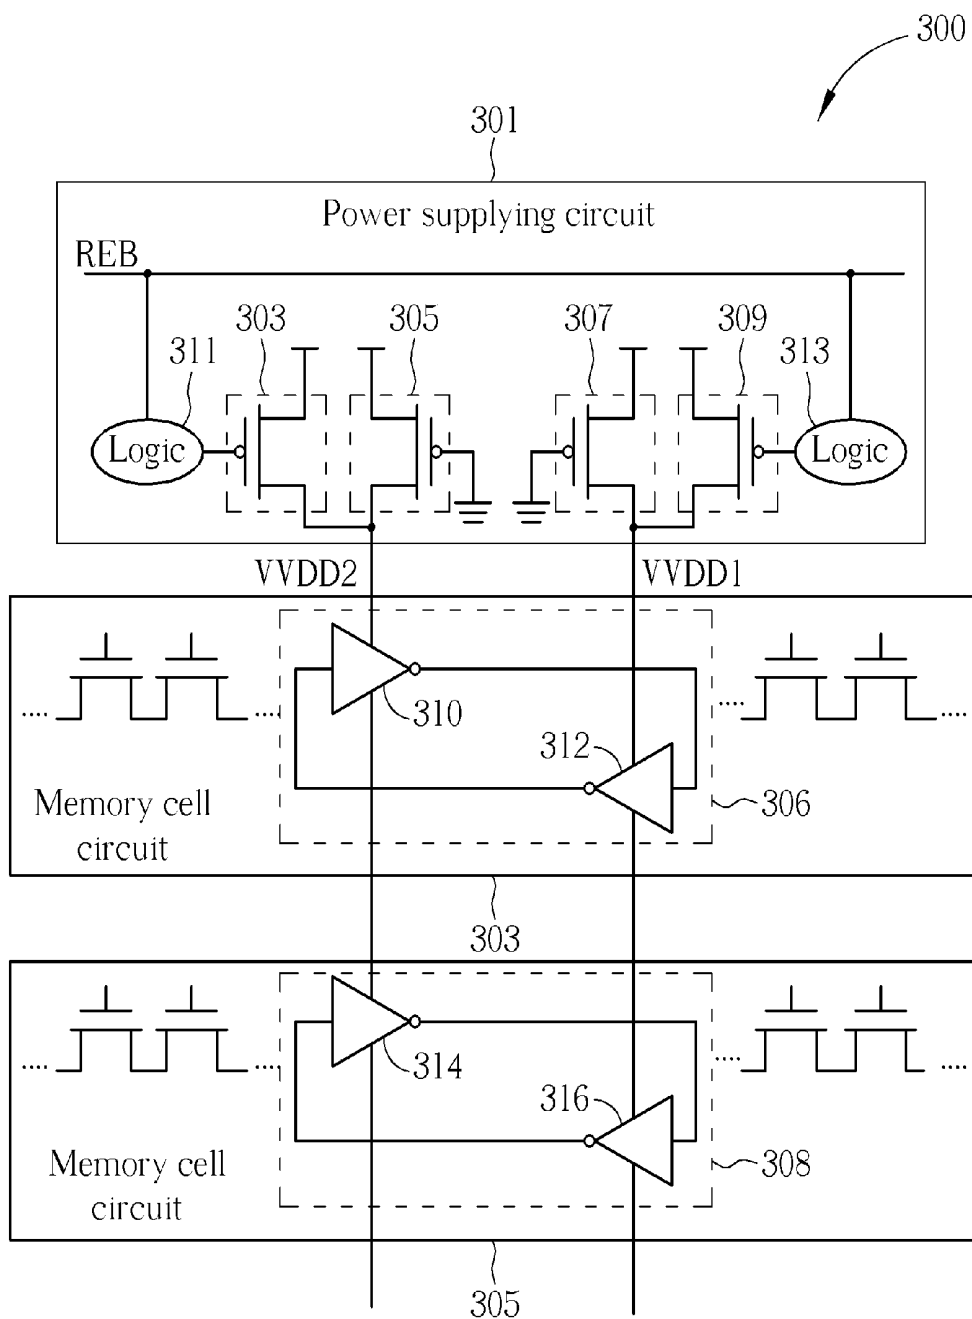 300
301
Power supplying circuit
REB
303 305 307 309
311 313
Logic Logic
VVDD2 VVDD1
310
312
306
Memory cell
circuit
303
314
316
308
Memory cell
circuit
305